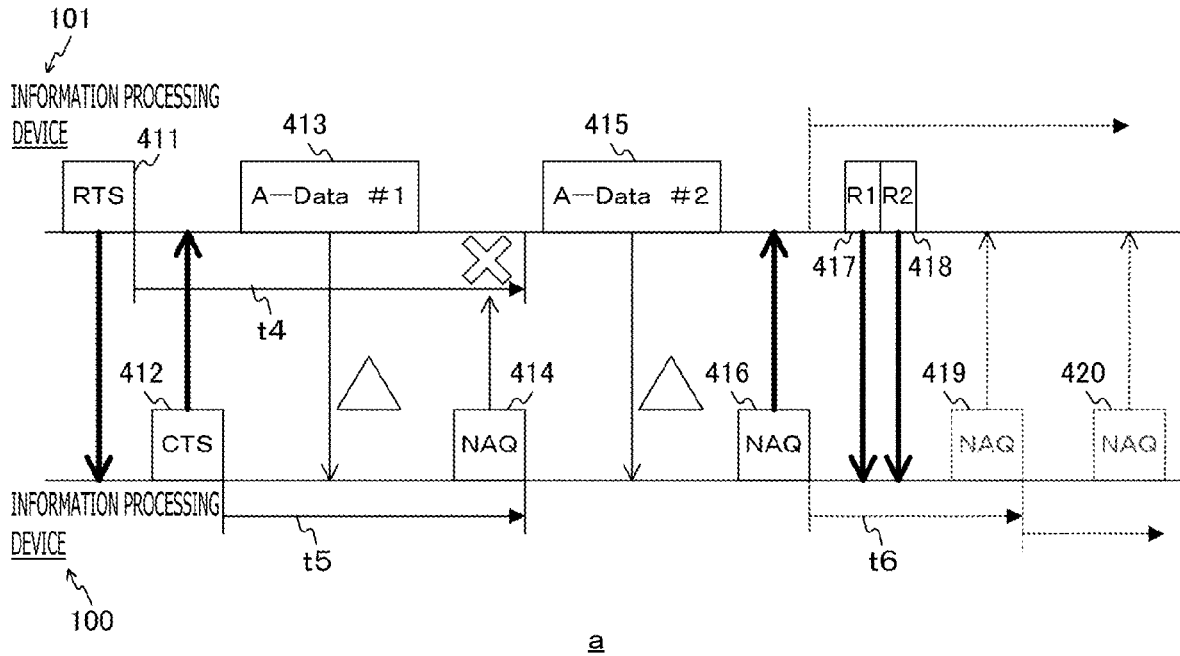 101
INFORMATION PROCESSING
DEVICE
411
413
415
RTS
A-Data #1
A-Data #2
R1
R2
417
418
t4
412
414
416
419
420
CTS
NAQ
NAQ
NAQ
NAQ
INFORMATION PROCESSING
DEVICE
t5
t6
100
a